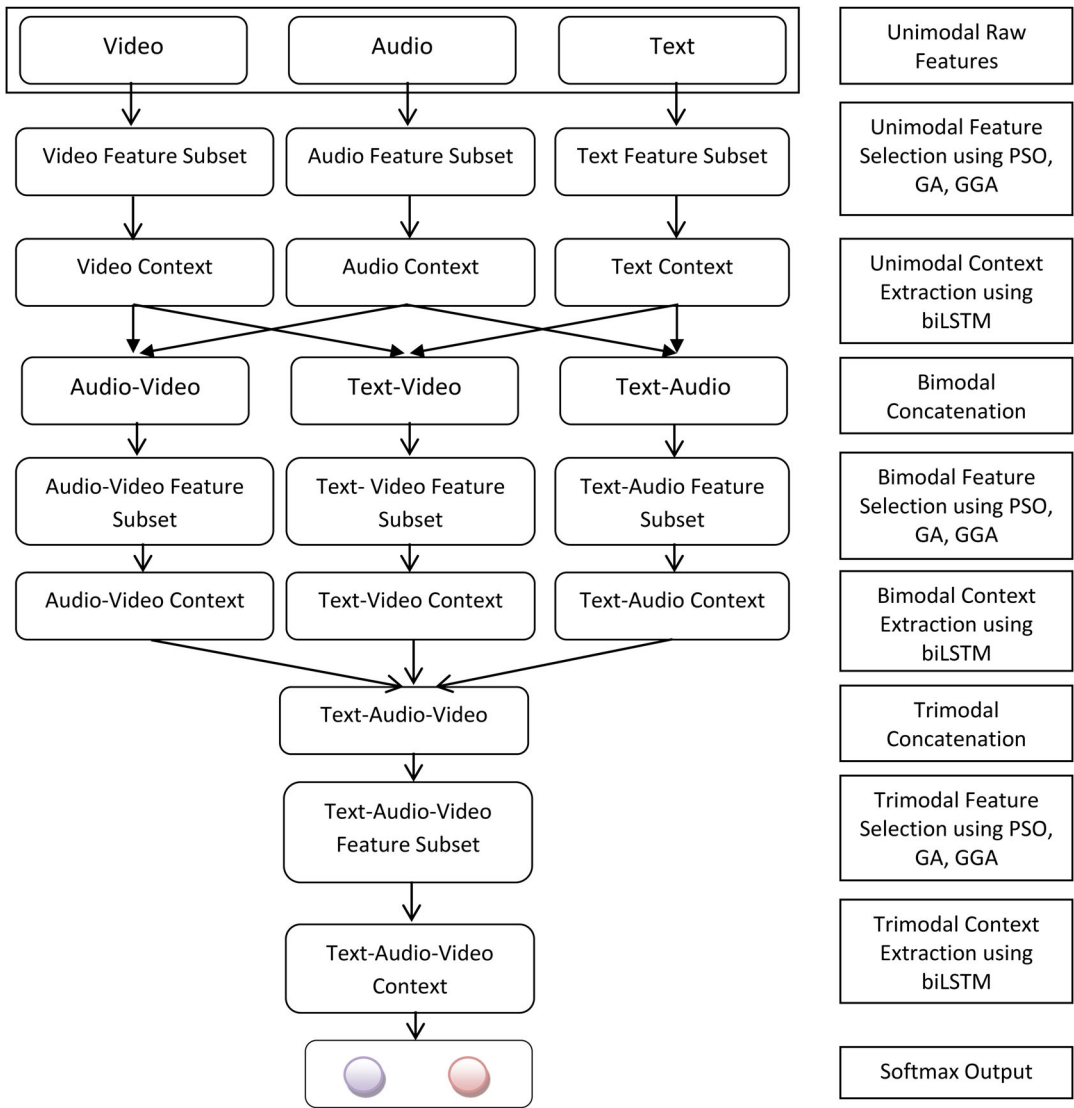 Video
Audio
Text
Unimodal Raw
Features
Video Feature Subset
Audio Feature Subset
Text Feature Subset
Unimodal Feature
Selection using PSO,
GA, GGA
Video Context
Audio Context
Text Context
Unimodal Context
Extraction using
biLSTM
Audio-Video
Text-Video
Text-Audio
Bimodal
Concatenation
Audio-Video Feature
Subset
Text- Video Feature
Subset
Text-Audio Feature
Subset
Bimodal Feature
Selection using PSO,
GA, GGA
Audio-Video Context
Text-Video Context
Text-Audio Context
Bimodal Context
Extraction using
biLSTM
Text-Audio-Video
Trimodal
Concatenation
Text-Audio-Video
Feature Subset
Trimodal Feature
Selection using PSO,
GA, GGA
Text-Audio-Video
Context
Trimodal Context
Extraction using
biLSTM
Softmax Output